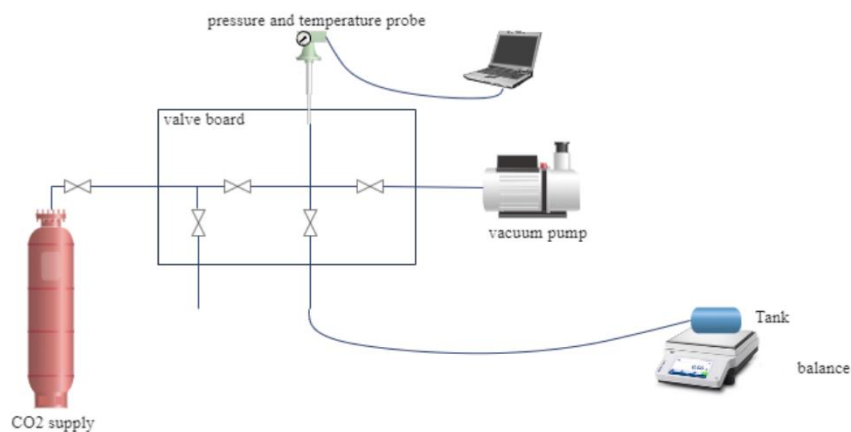 pressure and temperature probe
valve board
vacuum pump
Tank
balance
CO2 supply